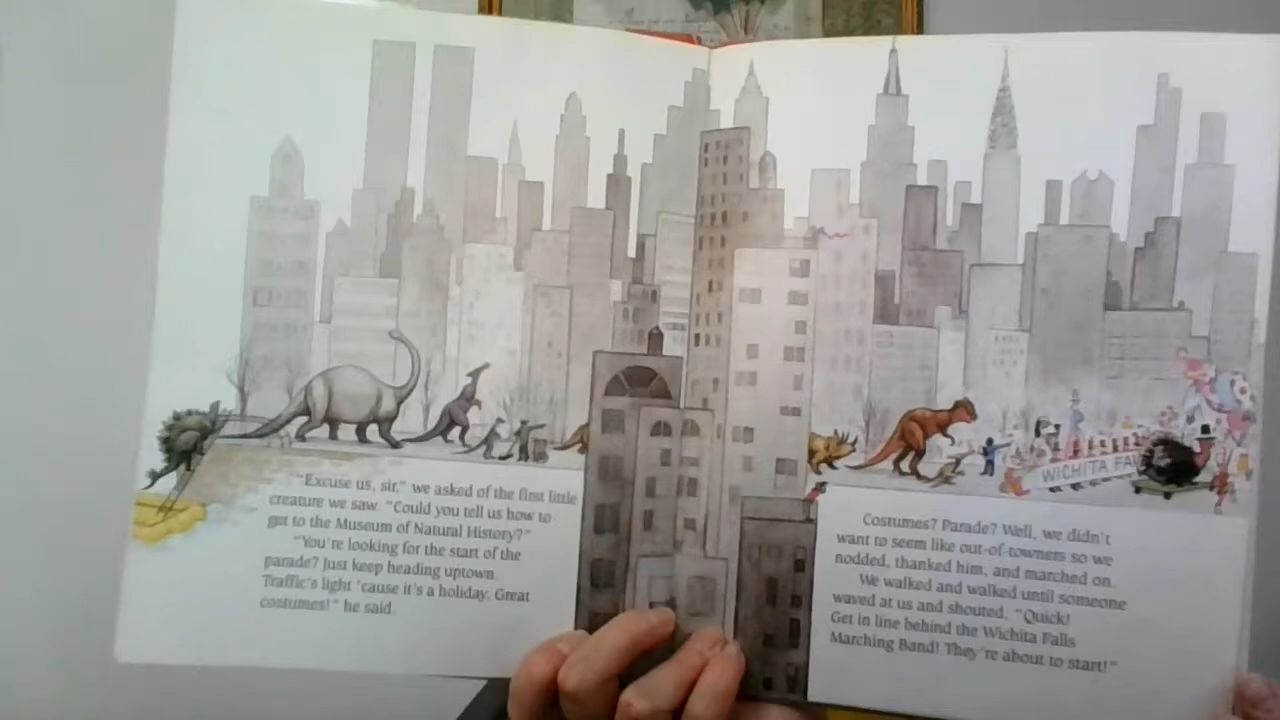 "Excuse us, sir," we asked of the first little
creature we saw. "Could you tell us how to
get to the Museum of Natural History?"
"You're looking for the start of the
parade? Just keep heading uptown.
Traffic's light 'cause it's a holiday. Great
costumes!" he said.
WICHITA FA
Costumes? Parade? Well, we didn't
want to seem like out-of-towners so we
nodded, thanked him, and marched on.
We walked and walked until someone
waved at us and shouted, "Quick!
Get in line behind the Wichita Falls
Marching Band! They're about to start!"